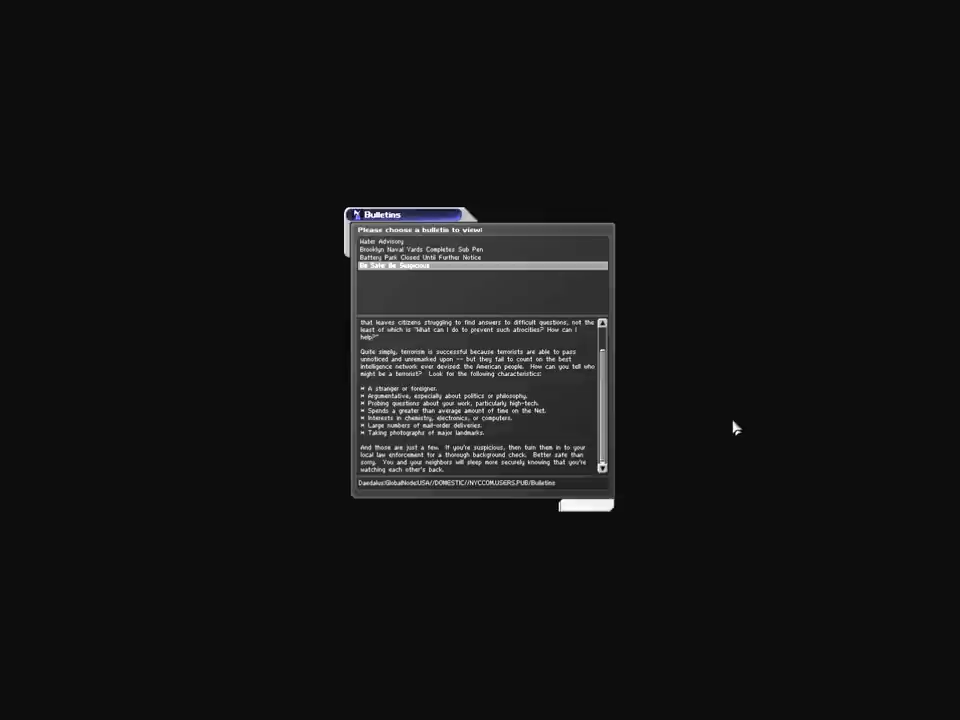 Bulletins
Please choose a bulletin to view:
Water Advisory
Brooklyn Naval Yards Completes Sub Pen
Battery Park Closed Until Further Notice
Be Safe: Be Suspicious
that leaves citizens struggling to find answers to difficult questions, not the
least of which is "What can I do to prevent such atrocities? How can I
help?"
Quite simply, terrorism is successful because terrorists are able to pass
unnoticed and unremarked upon -- but they fail to count on the best
intelligence network ever devised: the American people. How can you tell who
might be a terrorist? Look for the following characteristics:
* A stranger or foreigner.
* Argumentative, especially about politics or philosophy.
* Probing questions about your work, particularly high-tech.
* Spends a greater than average amount of time on the Net.
* Interests in chemistry, electronics, or computers.
* Large numbers of mail-order deliveries.
* Taking photographs of major landmarks.
And those are just a few. If you're suspicious, then turn them in to your
local law enforcement for a thorough background check. Better safe than
sorry. You and your neighbors will sleep more securely knowing that you're
watching each other's back.
Daedalus:GlobalNode:USA//DOMESTIC//NYCCOM.USERS.PUB/Bulletins